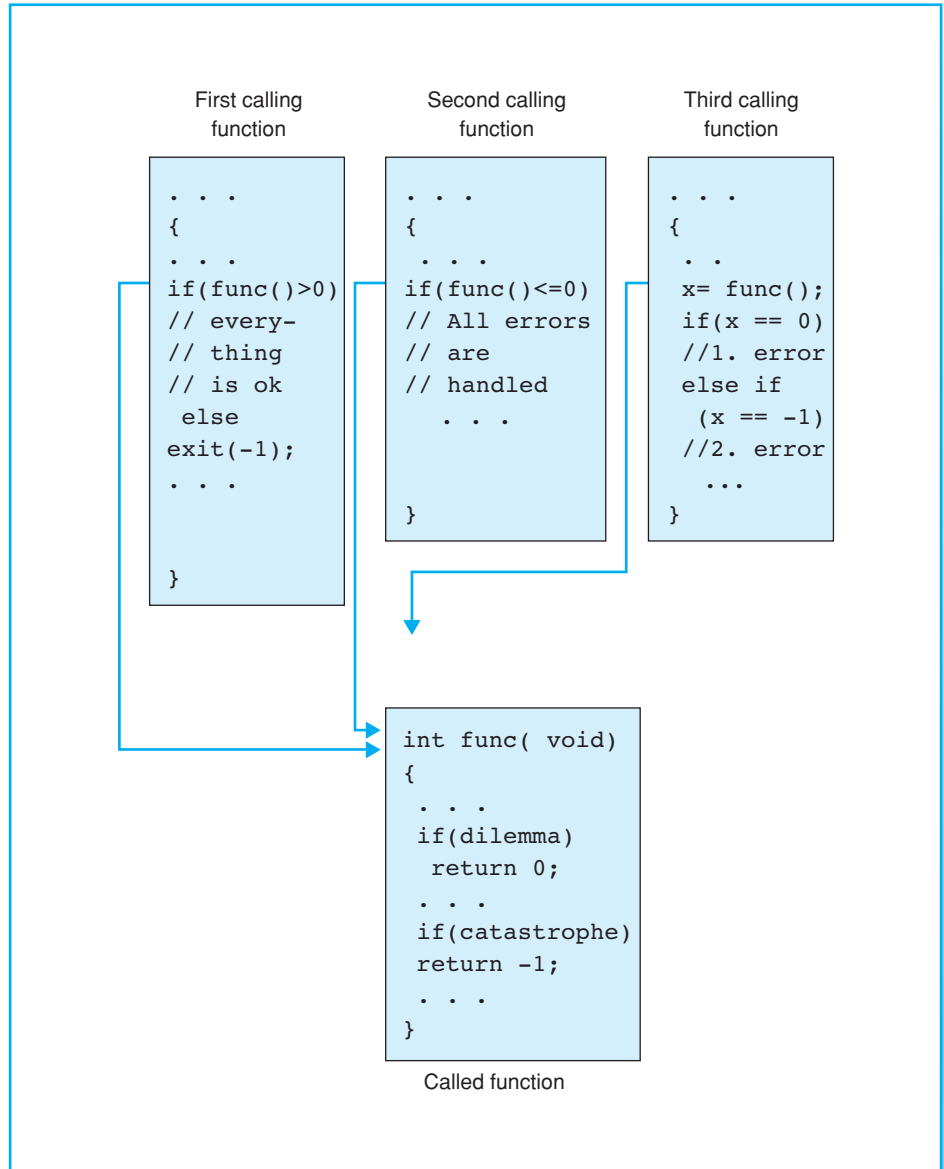 First calling
function
Second calling
function
Third calling
function
. . .
{
. . .
if(func()>0)
// every-
// thing
// is ok
else
exit(-1);
. . .
}
. . .
{
. . .
if(func()<=0)
// All errors
// are
// handled
. . .
}
. . .
{
. .
x= func();
if(x == 0)
//1. error
else if
(x == -1)
//2. error
...
}
int func( void)
{
. . .
if(dilemma)
return 0;
. . .
if(catastrophe)
return -1;
. . .
}
Called function